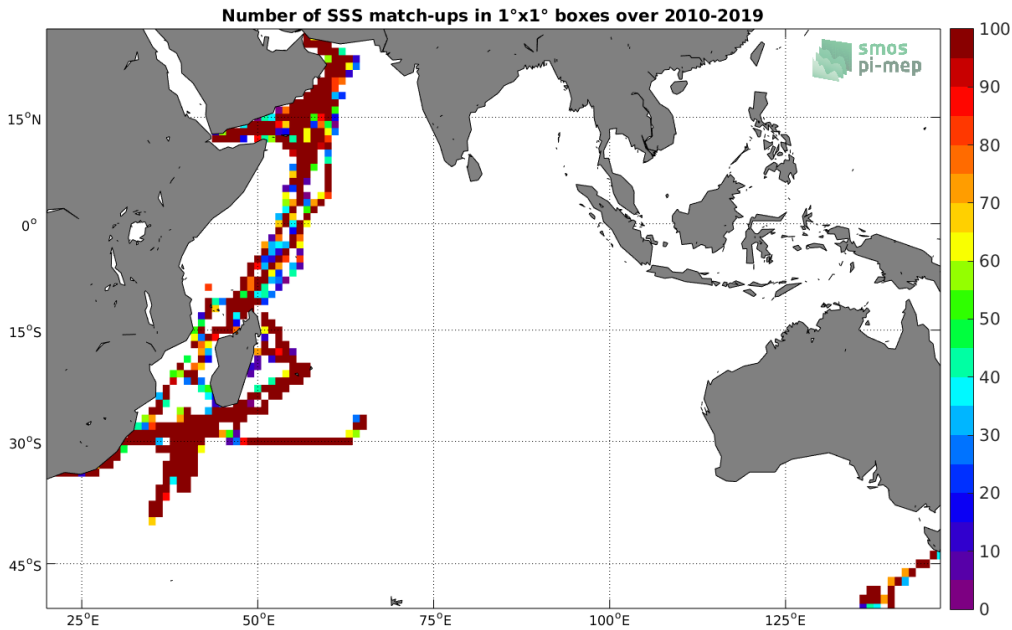 Number of SSS match-ups in 1°x1° boxes over 2010-2019
smos
pi-mep
15°N
0°
15°S
30°S
45°S
25°E
50°E
75°E
100°E
125°E
100
90
80
70
60
50
40
30
20
10
0